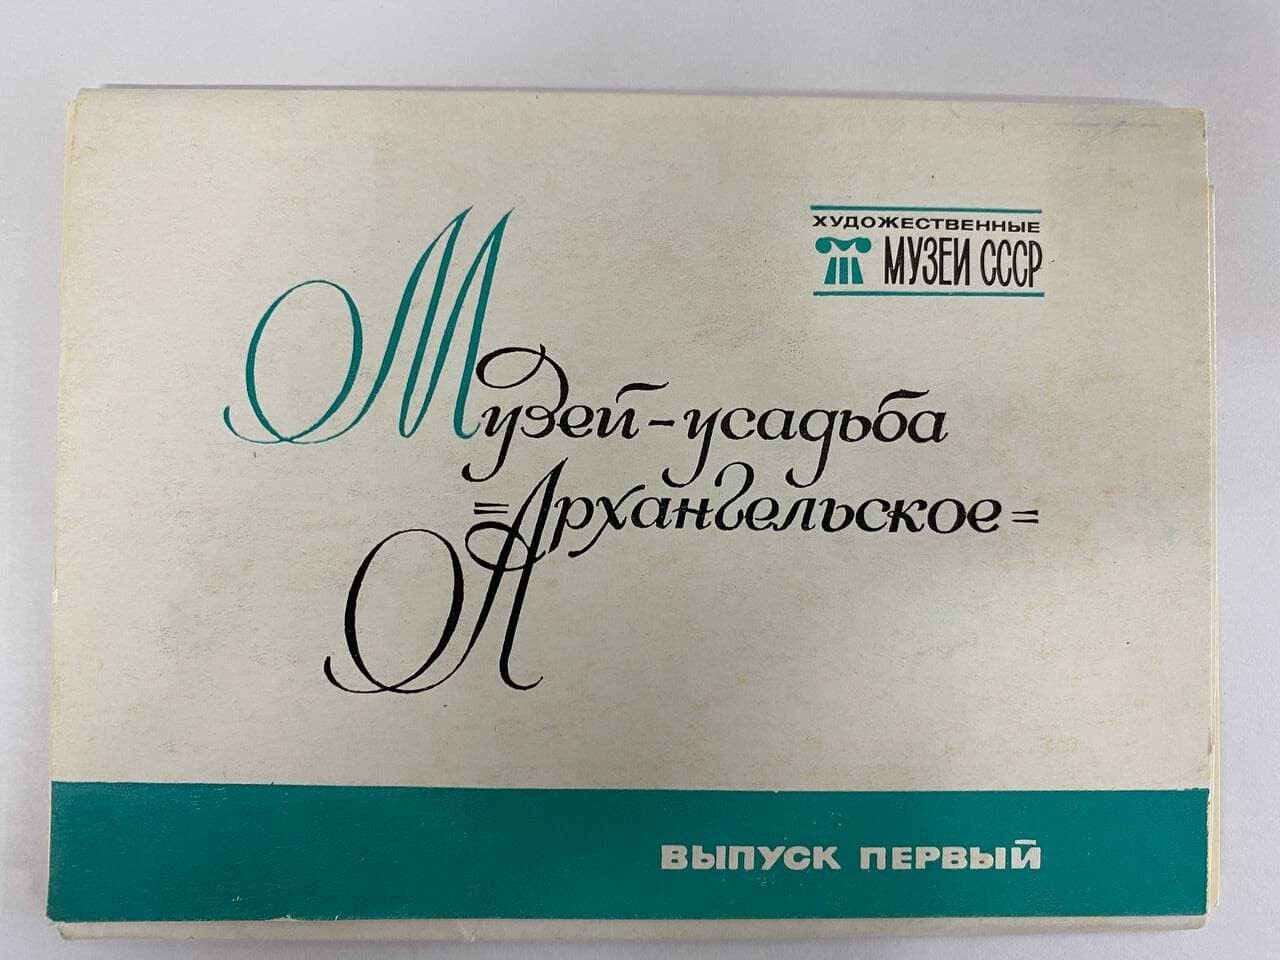 ХУДОЖЕСТВЕННЫЕ
МУЗЕИ СССР
Музей-усадьба
=Архангельское=
ВЫПУСК ПЕРВЫЙ